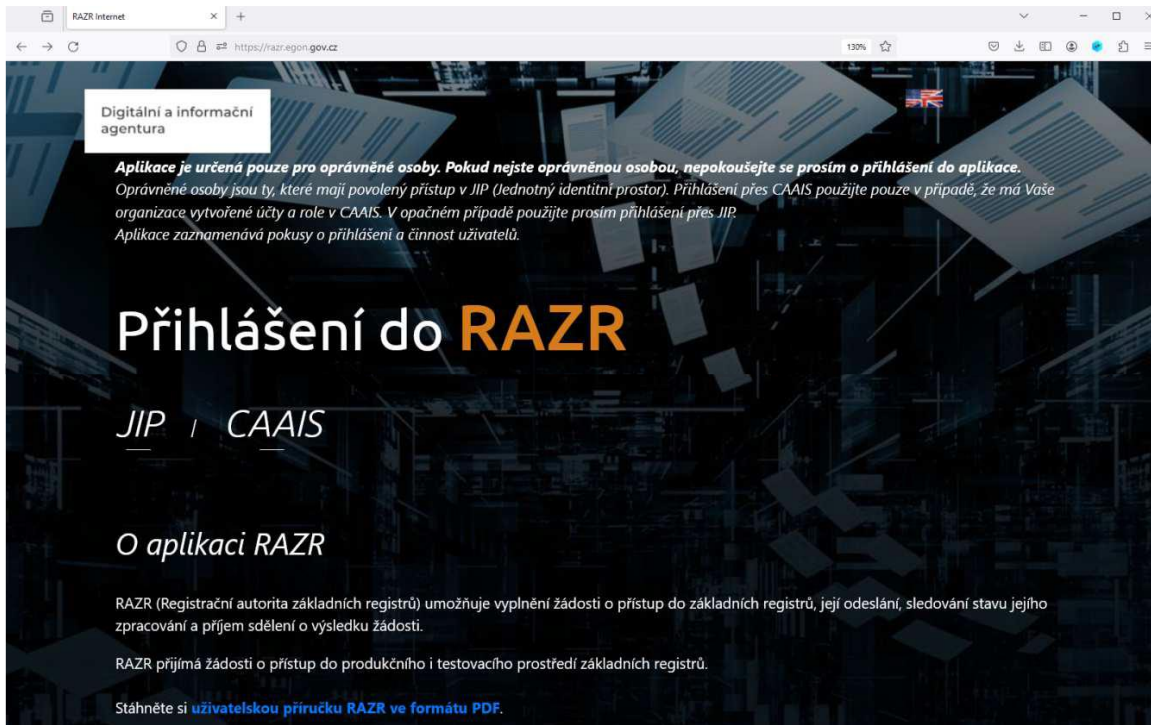 RAZR Internet
https://razr.egon.gov.cz
130%
Digitální a informační
agentura
Aplikace je určená pouze pro oprávněné osoby. Pokud nejste oprávněnou osobou, nepokoušejte se prosím o přihlášení do aplikace.
Oprávněné osoby jsou ty, které mají povolený přístup v JIP (Jednotný identitní prostor). Přihlášení přes CAAIS použijte pouze v případě, že má Vaše
organizace vytvořené účty a role v CAAIS. V opačném případě použijte prosím přihlášení přes JIP.
Aplikace zaznamenává pokusy o přihlášení a činnost uživatelů.
Přihlášení do RAZR
JIP / CAAIS
O aplikaci RAZR
RAZR (Registrační autorita základních registrů) umožňuje vyplnění žádosti o přístup do základních registrů, její odeslání, sledování stavu jejího
zpracování a příjem sdělení o výsledku žádosti.
RAZR přijímá žádosti o přístup do produkčního i testovacího prostředí základních registrů.
Stáhněte si uživatelskou příručku RAZR ve formátu PDF.